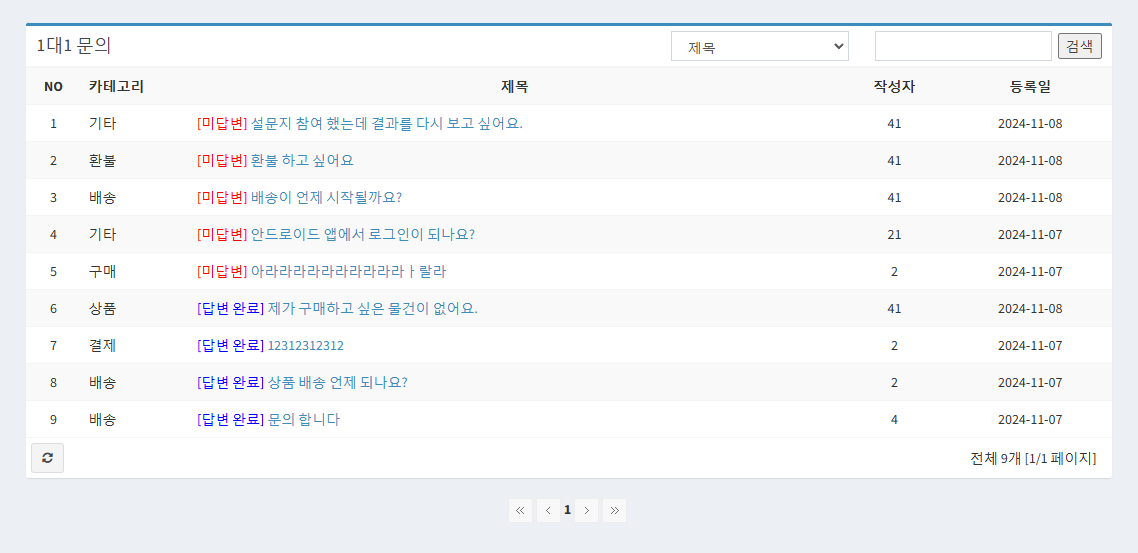 1대1 문의 제목 검색
NO 카테고리 제목 작성자 등록일
1 기타 [미답변] 설문지 참여 했는데 결과를 다시 보고 싶어요. 41 2024-11-08
2 환불 [미답변] 환불 하고 싶어요 41 2024-11-08
3 배송 [미답변] 배송이 언제 시작될까요? 41 2024-11-08
4 기타 [미답변] 안드로이드 앱에서 로그인이 되나요? 21 2024-11-07
5 구매 [미답변] 아라라라라라라라라라라ㅏ랄라 2 2024-11-07
6 상품 [답변 완료] 제가 구매하고 싶은 물건이 없어요. 41 2024-11-08
7 결제 [답변 완료] 12312312312 2 2024-11-07
8 배송 [답변 완료] 상품 배송 언제 되나요? 2 2024-11-07
9 배송 [답변 완료] 문의 합니다 4 2024-11-07
전체 9개 [1/1 페이지]
« ‹ 1 › »